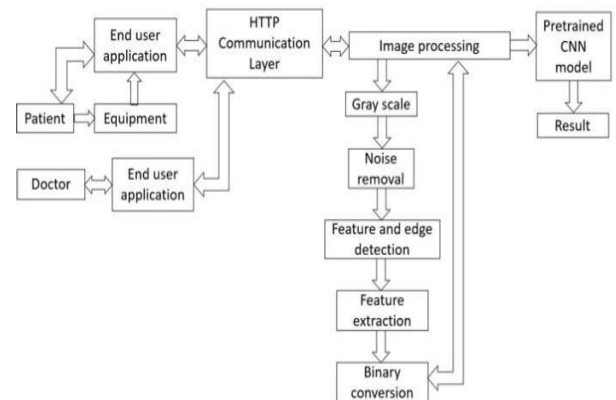 End user
application
HTTP
Communication
Layer
Image processing
Pretrained
CNN
model
Patient
Equipment
Gray scale
Result
Doctor
End user
application
Noise
removal
Feature and edge
detection
Feature
extraction
Binary
conversion